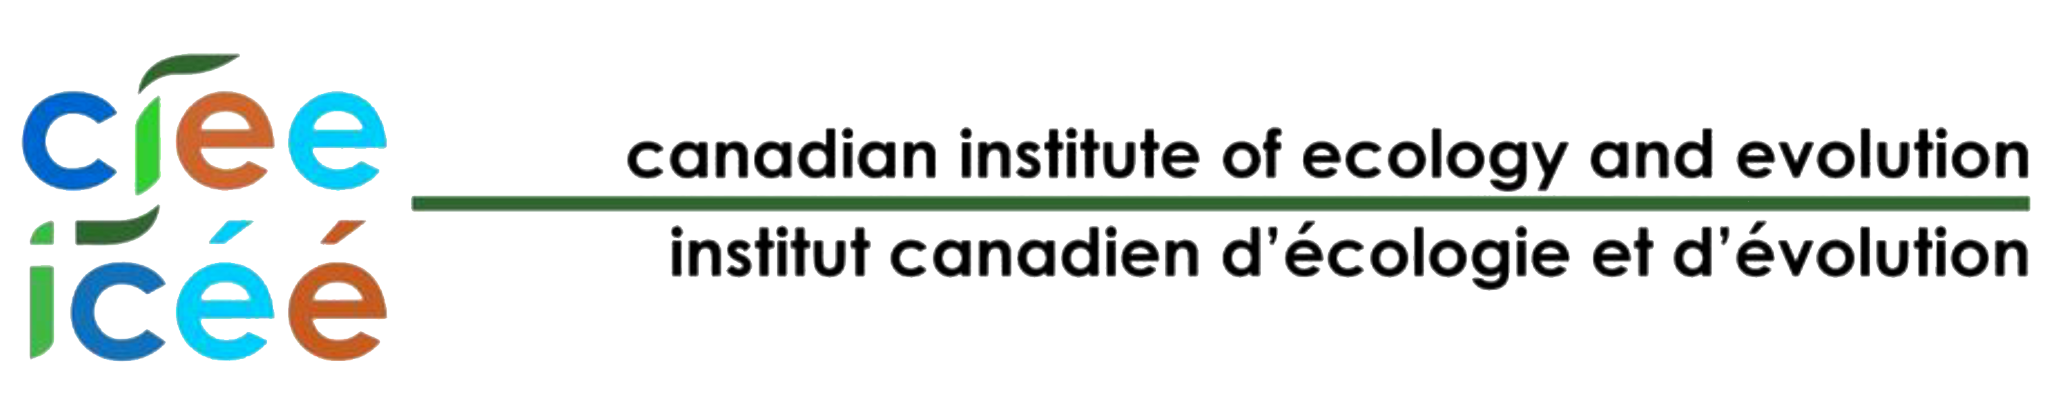 ciee
icéé
canadian institute of ecology and evolution
institut canadien d'écologie et d'évolution